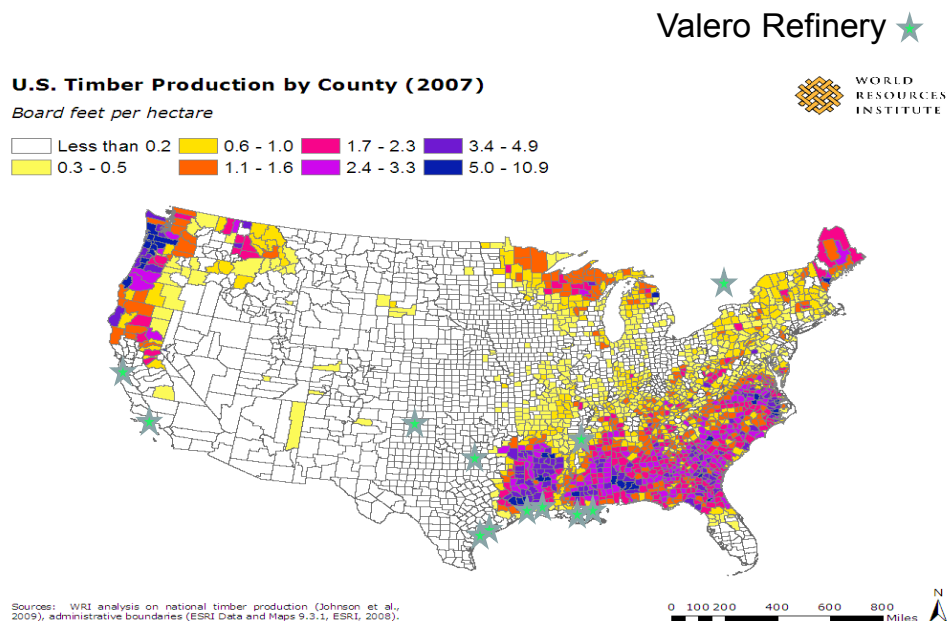 Valero Refinery
U.S. Timber Production by County (2007)
Board feet per hectare
WORLD
RESOURCES
INSTITUTE
Less than 0.2 0.6 - 1.0 1.7 - 2.3 3.4 - 4.9
0.3 - 0.5 1.1 - 1.6 2.4 - 3.3 5.0 - 10.9
Sources: WRI analysis on national timber production (Johnson et al.,
2009), administrative boundaries (ESRI Data and Maps 9.3.1, ESRI, 2008).
0 100 200 400 600 800
Miles
N